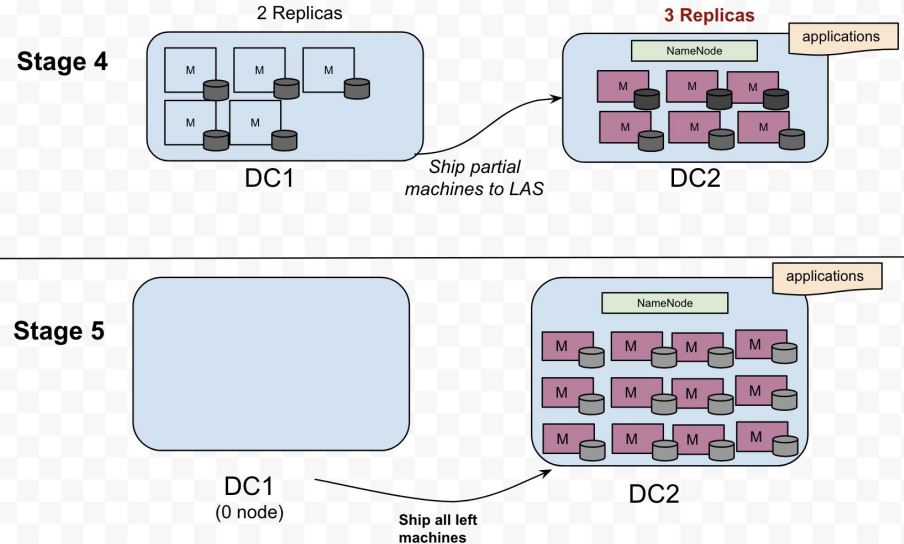 2 Replicas
3 Replicas
applications
Stage 4
NameNode
M M M
M M M
M M
M M M
Ship partial
machines to LAS
DC1
DC2
applications
Stage 5
NameNode
M M M M
M M M M
M M M M
DC1
(0 node)
DC2
Ship all left
machines